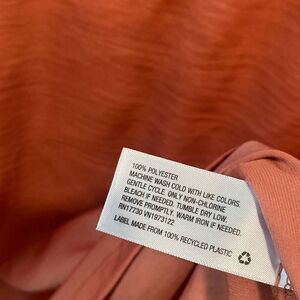 100% POLYESTER
MACHINE WASH COLD WITH LIKE COLORS.
GENTLE CYCLE. ONLY NON-CHLORINE
BLEACH IF NEEDED. TUMBLE DRY LOW.
REMOVE PROMPTLY. WARM IRON IF NEEDED.
RN17730 VN1973122
LABEL MADE FROM 100% RECYCLED PLASTIC